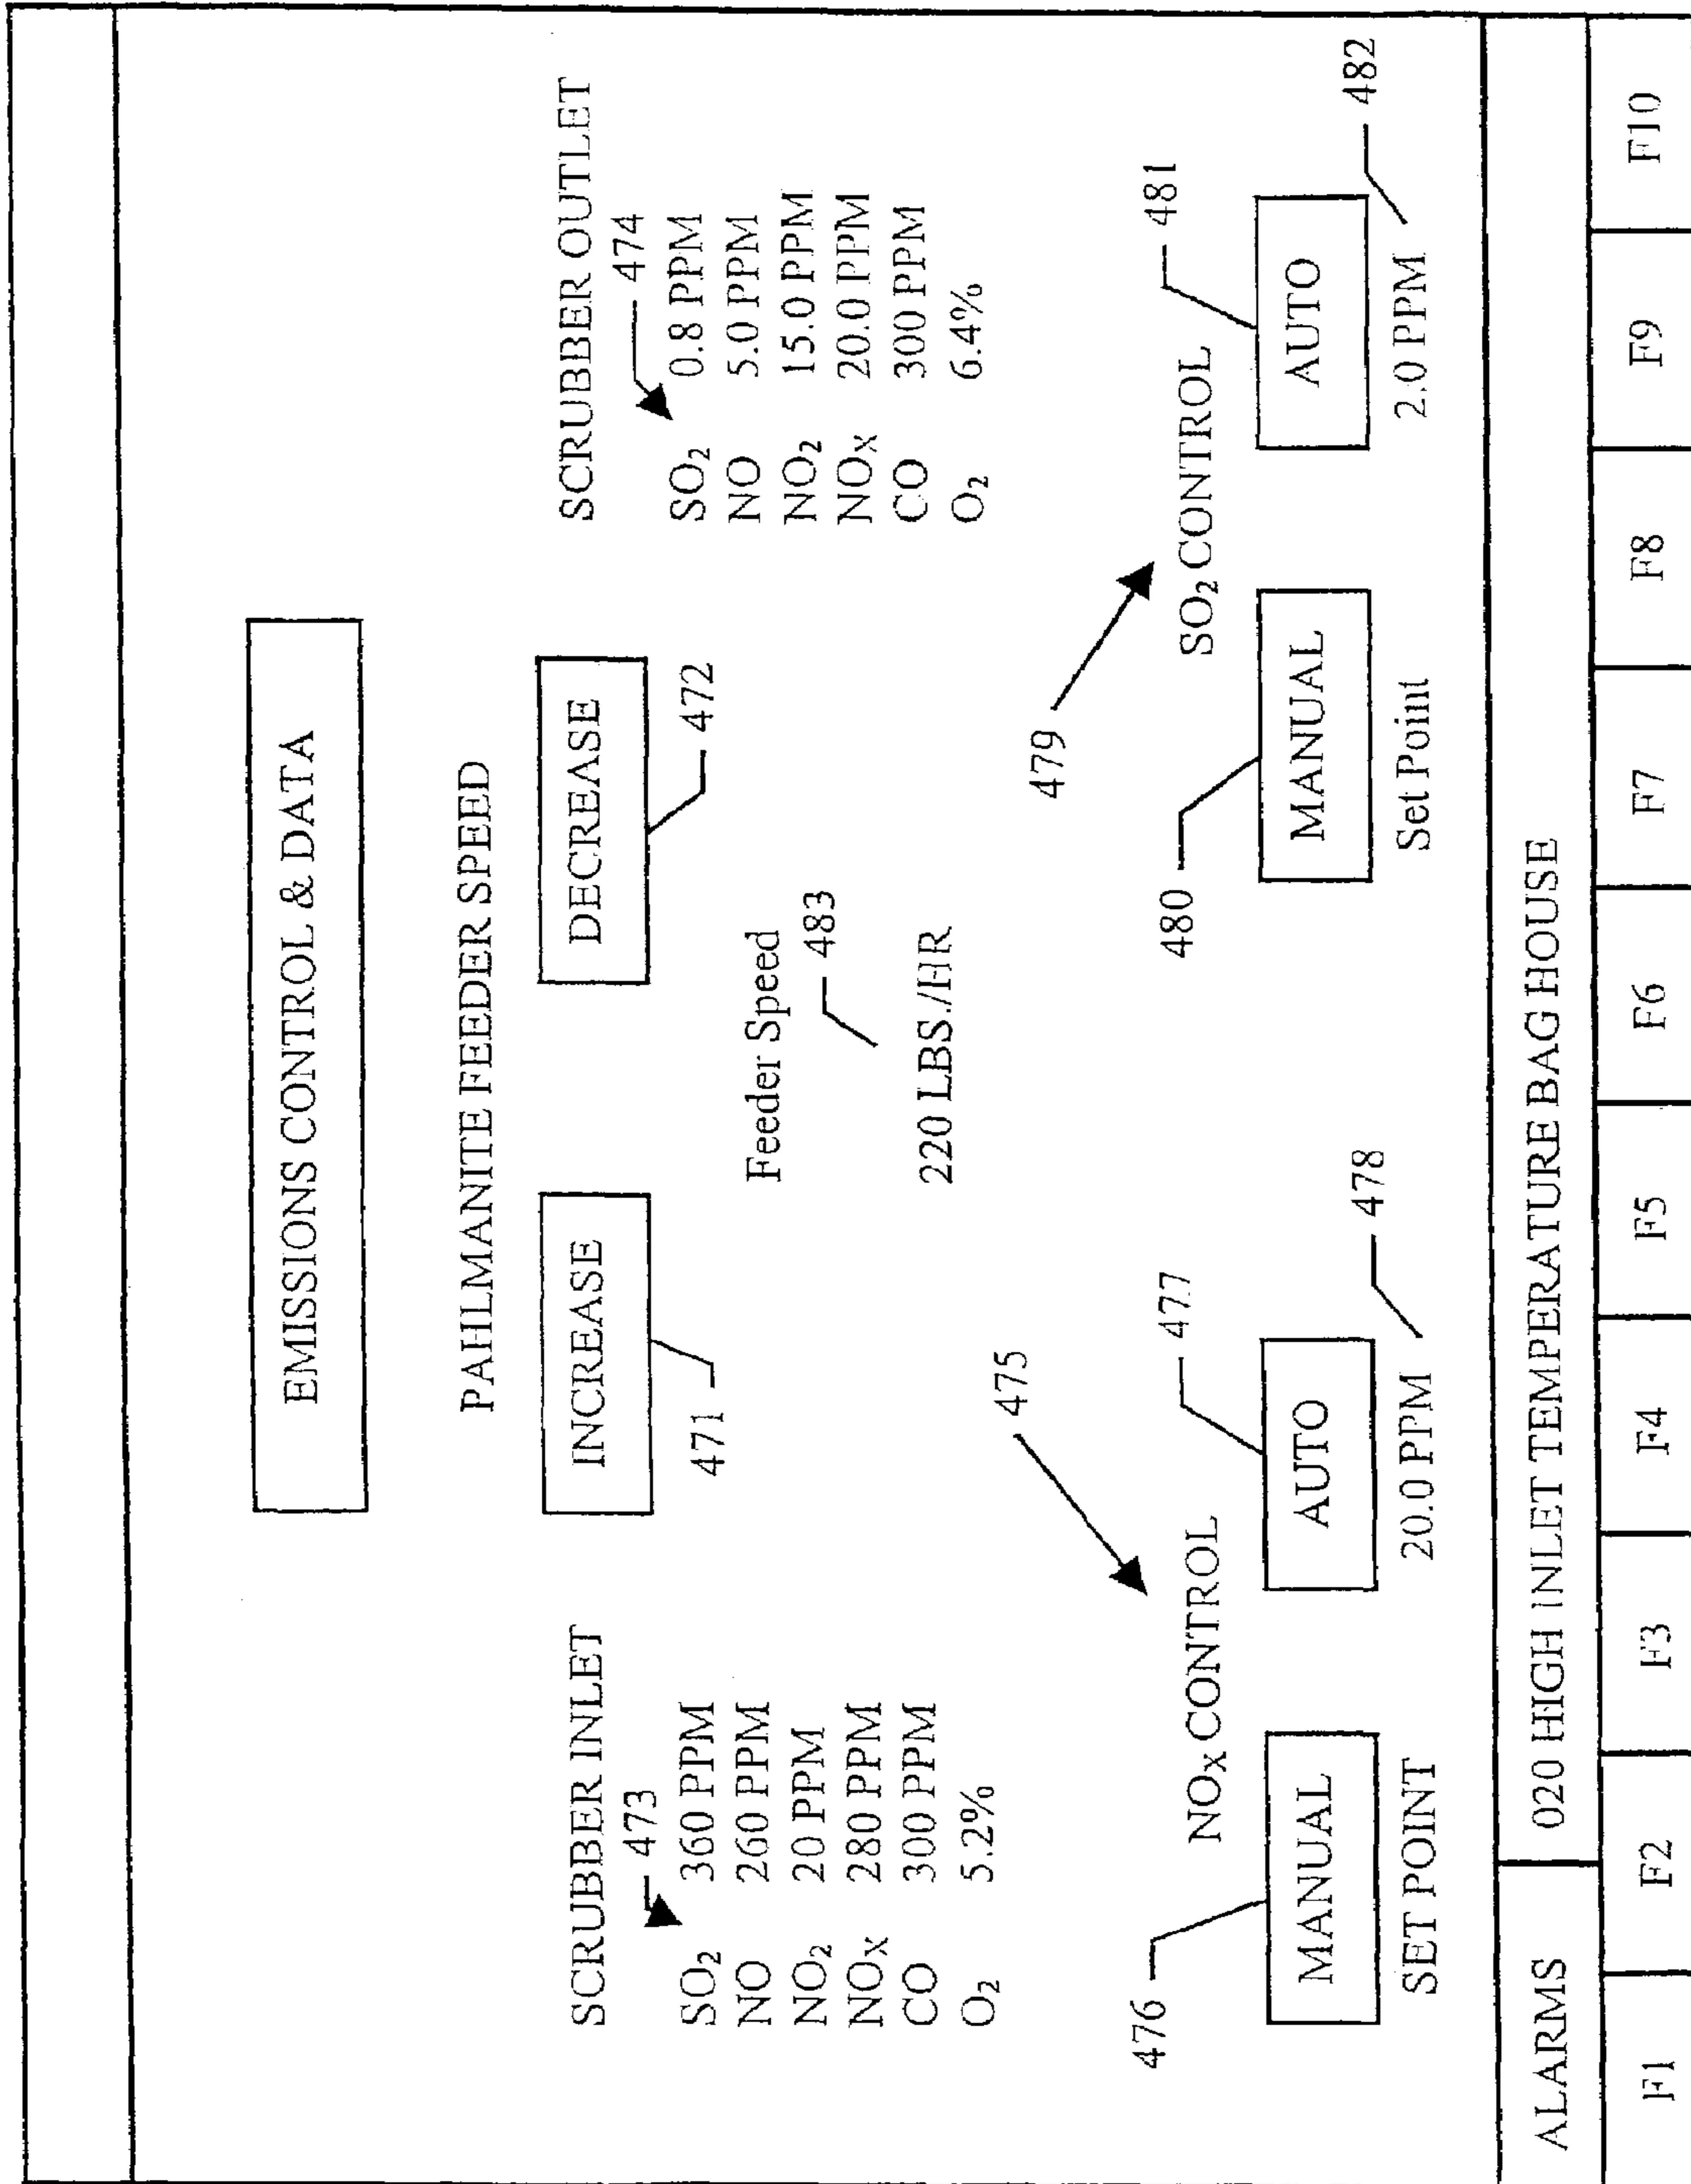 EMISSIONS CONTROL & DATA
PAHLMANITE FEEDER SPEED
INCREASE
471
DECREASE
472
Feeder Speed
483
220 LBS./HR
SCRUBBER INLET
473
SO₂ 360 PPM
NO 260 PPM
NO₂ 20 PPM
NOX 280 PPM
CO 300 PPM
O₂ 5.2%
SCRUBBER OUTLET
474
SO₂ 0.8 PPM
NO 5.0 PPM
NO₂ 15.0 PPM
NOX 20.0 PPM
CO 300 PPM
O₂ 6.4%
475
NOX CONTROL
476
MANUAL
477
AUTO
SET POINT
20.0 PPM
478
479
SO₂ CONTROL
480
MANUAL
481
AUTO
Set Point
2.0 PPM
482
ALARMS 020 HIGH INLET TEMPERATURE BAG HOUSE
F1 F2 F3 F4 F5 F6 F7 F8 F9 F10